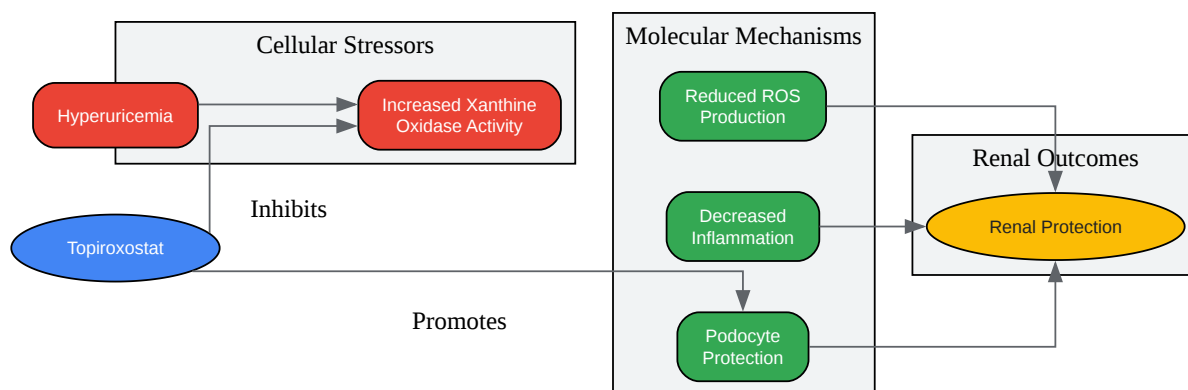 Cellular Stressors
Hyperuricemia
Increased Xanthine
Oxidase Activity
Inhibits
Topiroxostat
Promotes
Molecular Mechanisms
Reduced ROS
Production
Decreased
Inflammation
Podocyte
Protection
Renal Outcomes
Renal Protection